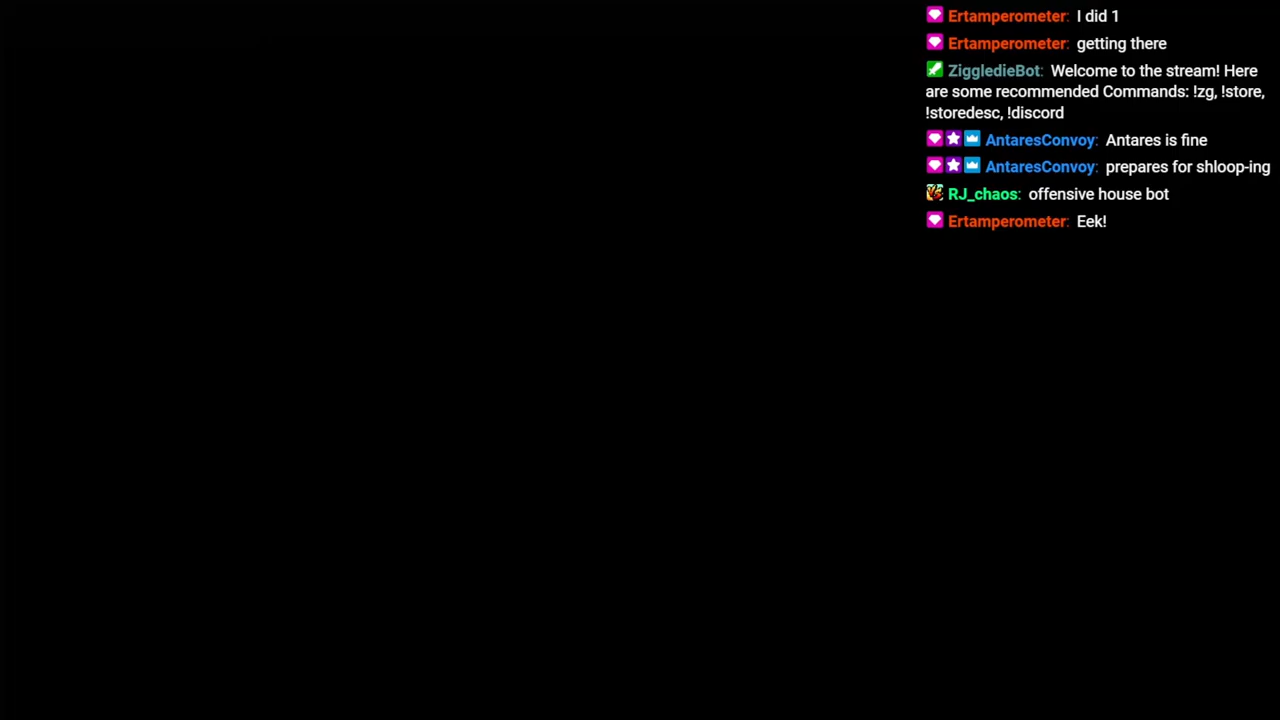 Ertamperometer: I did 1
Ertamperometer: getting there
ZiggledieBot: Welcome to the stream! Here
are some recommended Commands: !zg, !store,
!storedesc, !discord
AntaresConvoy: Antares is fine
AntaresConvoy: prepares for shloop-ing
RJ_chaos: offensive house bot
Ertamperometer: Eek!